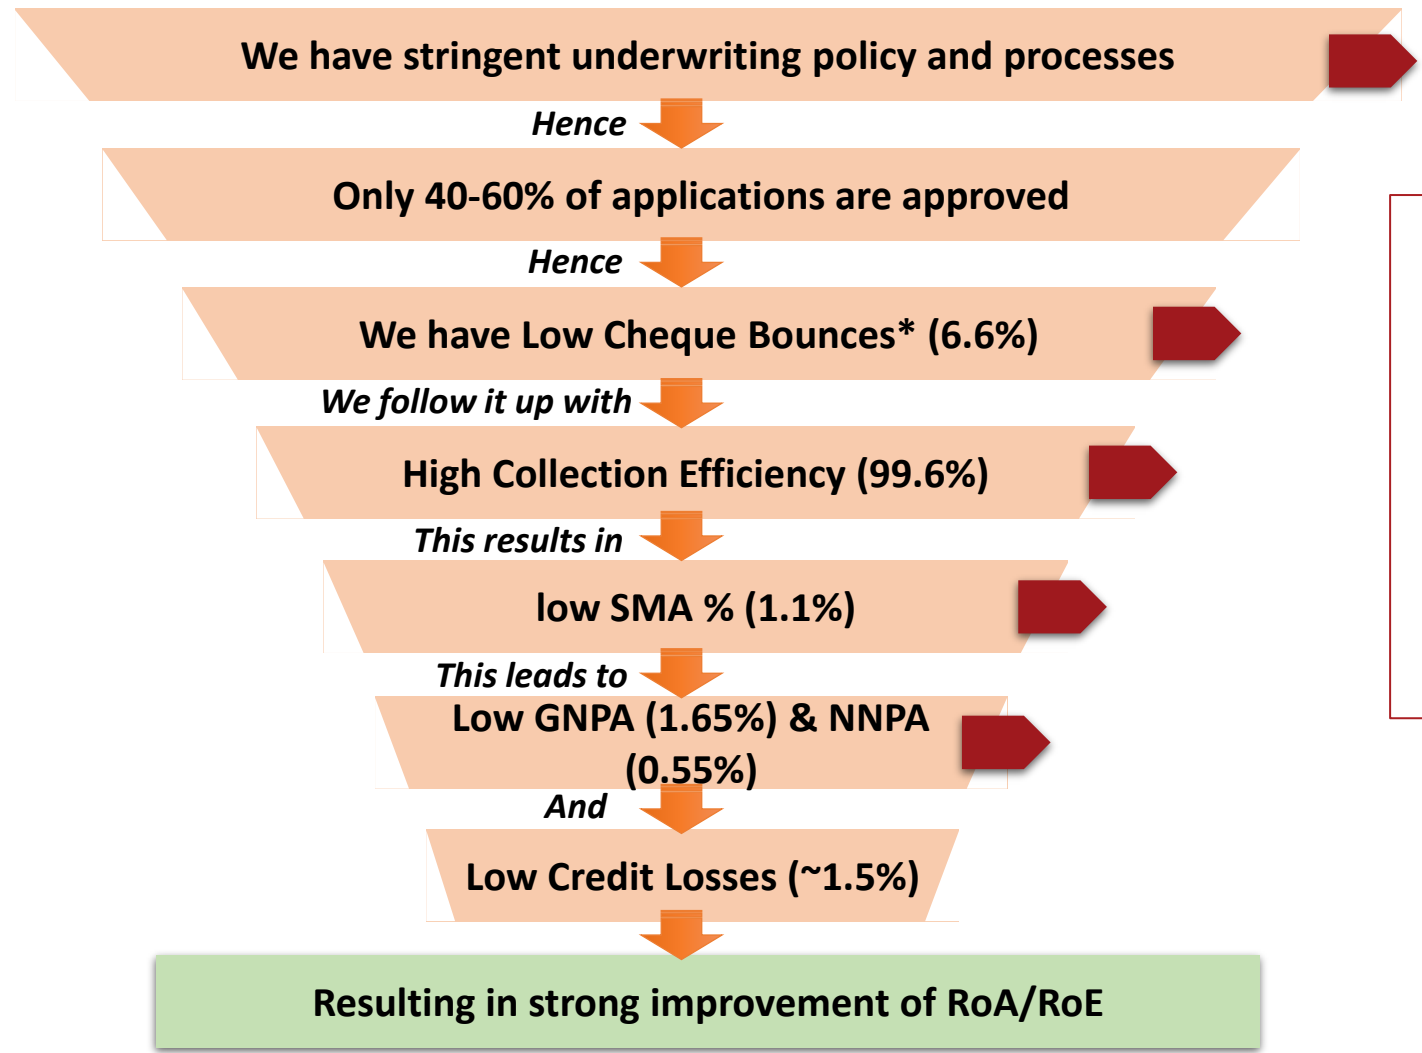 We have stringent underwriting policy and processes
Hence
Only 40-60% of applications are approved
Hence
We have Low Cheque Bounces* (6.6%)
We follow it up with
High Collection Efficiency (99.6%)
This results in
low SMA % (1.1%)
This leads to
Low GNPA (1.65%) & NNPA
(0.55%)
And
Low Credit Losses (~1.5%)
Resulting in strong improvement of RoA/RoE